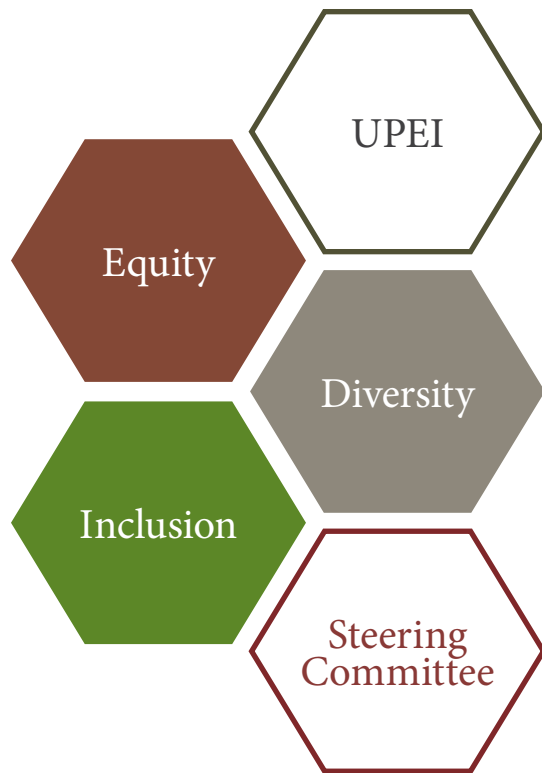 UPEI
Equity
Diversity
Inclusion
Steering
Committee